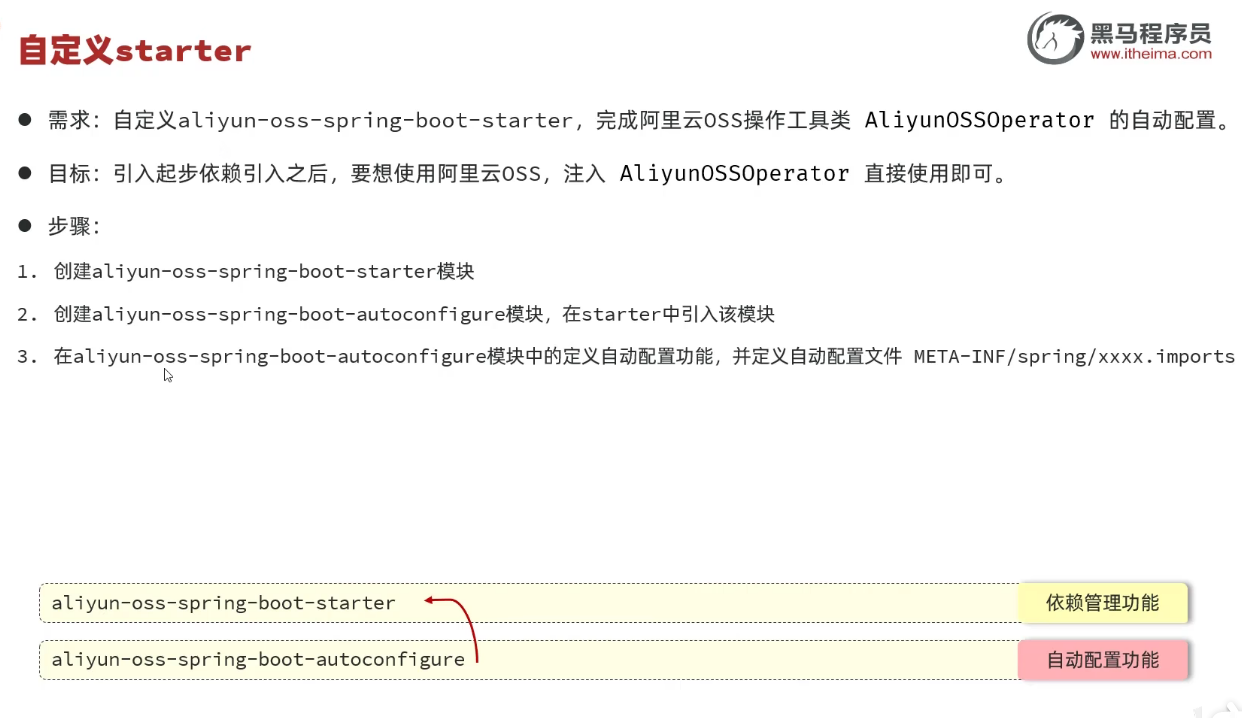 自定义starter
黑马程序员
www.itheima.com
● 需求：自定义aliyun-oss-spring-boot-starter，完成阿里云OSS操作工具类 AliyunOSSOperator 的自动配置。
● 目标：引入起步依赖引入之后，要想使用阿里云OSS，注入 AliyunOSSOperator 直接使用即可。
● 步骤：
1. 创建aliyun-oss-spring-boot-starter模块
2. 创建aliyun-oss-spring-boot-autoconfigure模块，在starter中引入该模块
3. 在aliyun-oss-spring-boot-autoconfigure模块中的定义自动配置功能，并定义自动配置文件 META-INF/spring/xxxx.imports
aliyun-oss-spring-boot-starter
依赖管理功能
aliyun-oss-spring-boot-autoconfigure
自动配置功能